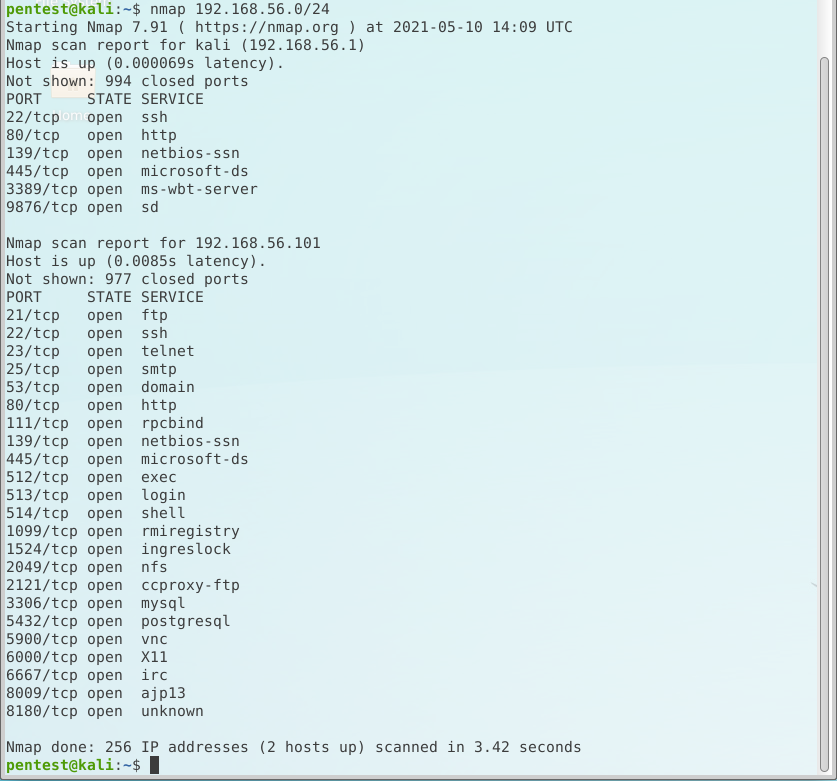 pentest@kali:~$ nmap 192.168.56.0/24
Starting Nmap 7.91 ( https://nmap.org ) at 2021-05-10 14:09 UTC
Nmap scan report for kali (192.168.56.1)
Host is up (0.000069s latency).
Not shown: 994 closed ports
PORT     STATE SERVICE
22/tcp   open  ssh
80/tcp   open  http
139/tcp  open  netbios-ssn
445/tcp  open  microsoft-ds
3389/tcp open  ms-wbt-server
9876/tcp open  sd

Nmap scan report for 192.168.56.101
Host is up (0.0085s latency).
Not shown: 977 closed ports
PORT     STATE SERVICE
21/tcp   open  ftp
22/tcp   open  ssh
23/tcp   open  telnet
25/tcp   open  smtp
53/tcp   open  domain
80/tcp   open  http
111/tcp  open  rpcbind
139/tcp  open  netbios-ssn
445/tcp  open  microsoft-ds
512/tcp  open  exec
513/tcp  open  login
514/tcp  open  shell
1099/tcp open  rmiregistry
1524/tcp open  ingreslock
2049/tcp open  nfs
2121/tcp open  ccproxy-ftp
3306/tcp open  mysql
5432/tcp open  postgresql
5900/tcp open  vnc
6000/tcp open  X11
6667/tcp open  irc
8009/tcp open  ajp13
8180/tcp open  unknown

Nmap done: 256 IP addresses (2 hosts up) scanned in 3.42 seconds
pentest@kali:~$